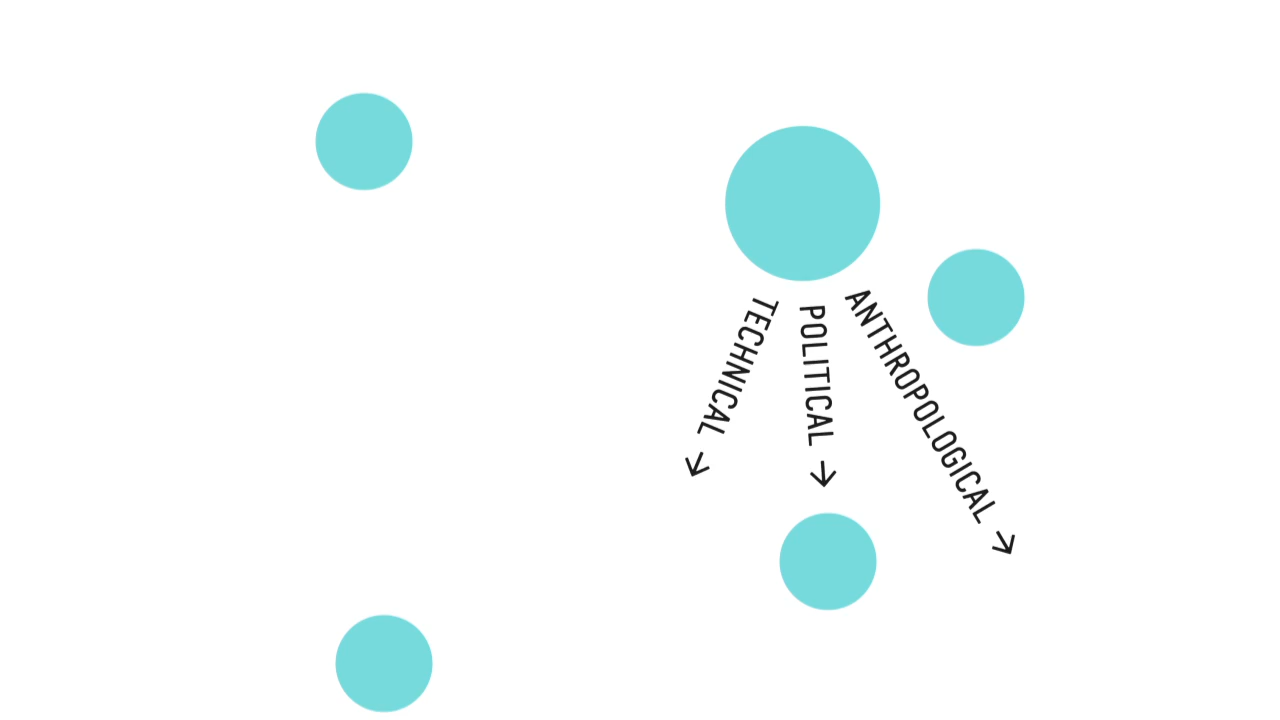 TECHNICAL →
POLITICAL →
ANTHROPOLOGICAL →